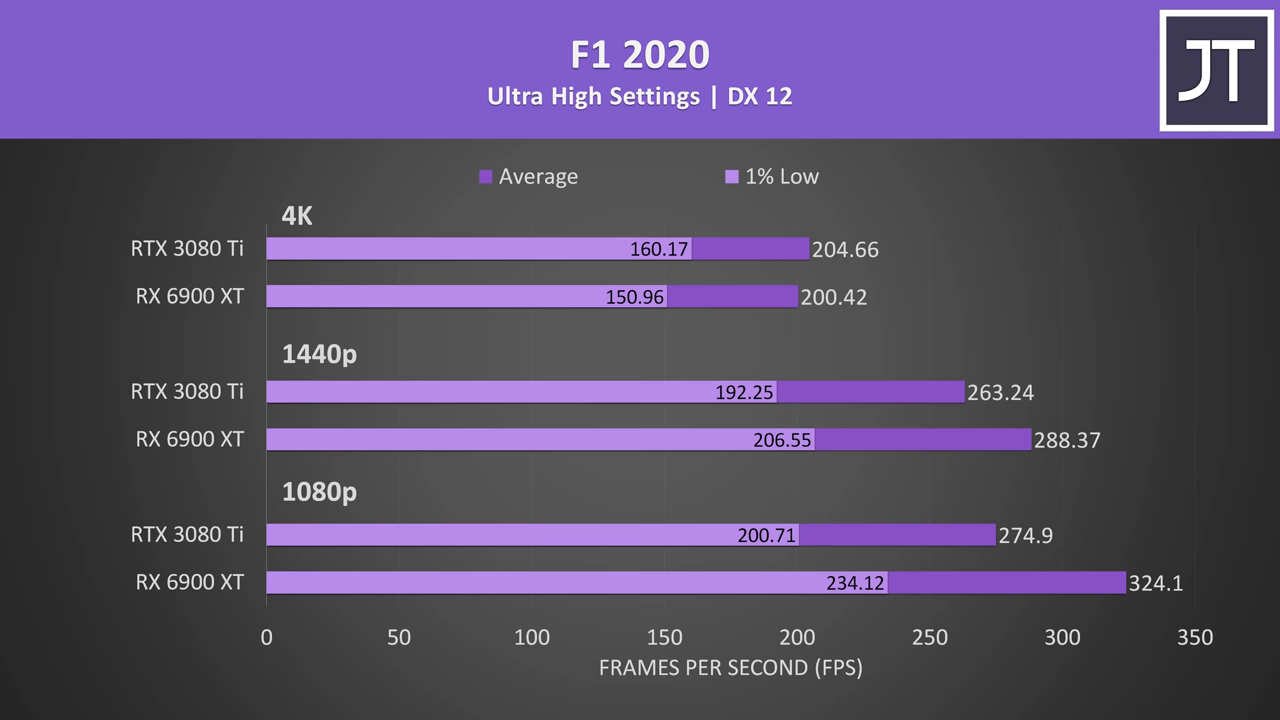 F1 2020
JT
Ultra High Settings | DX 12
Average 1% Low
4K
RTX 3080 Ti 160.17 204.66
RX 6900 XT 150.96 200.42
1440p
RTX 3080 Ti 192.25 263.24
RX 6900 XT 206.55 288.37
1080p
RTX 3080 Ti 200.71 274.9
RX 6900 XT 234.12 324.1
0 50 100 150 200 250 300 350
FRAMES PER SECOND (FPS)